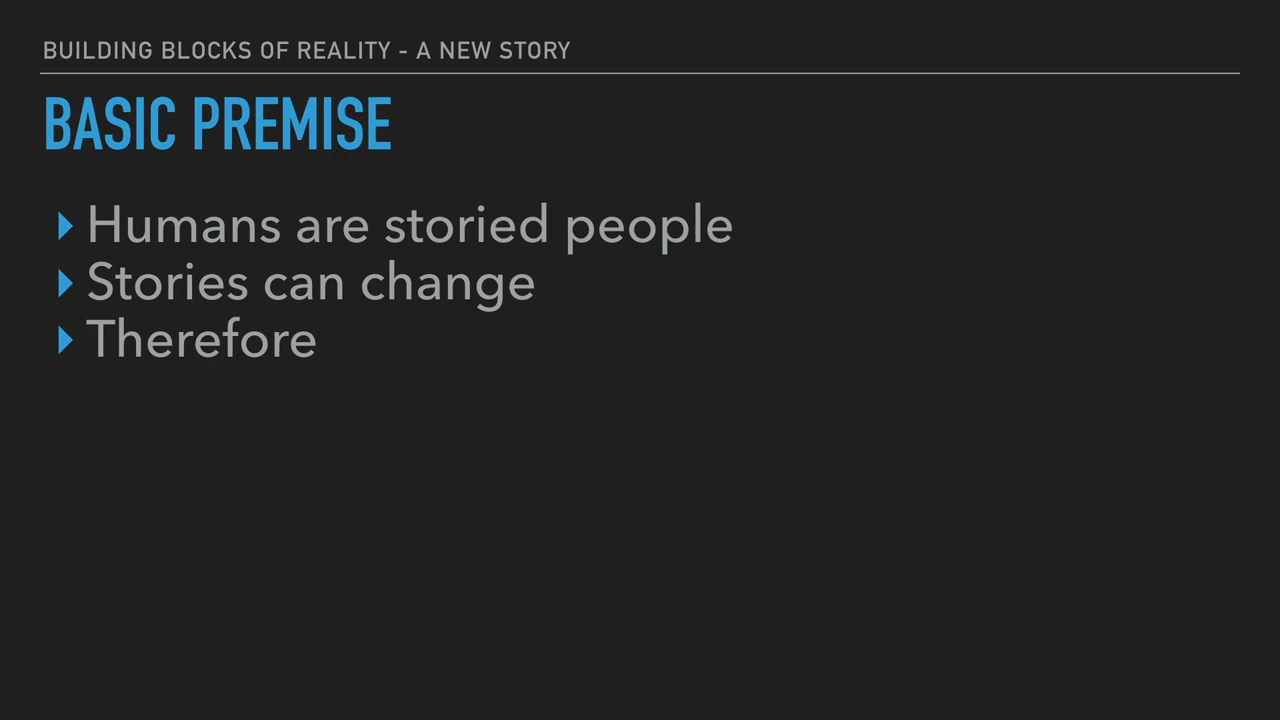 BUILDING BLOCKS OF REALITY - A NEW STORY
BASIC PREMISE
Humans are storied people
Stories can change
Therefore